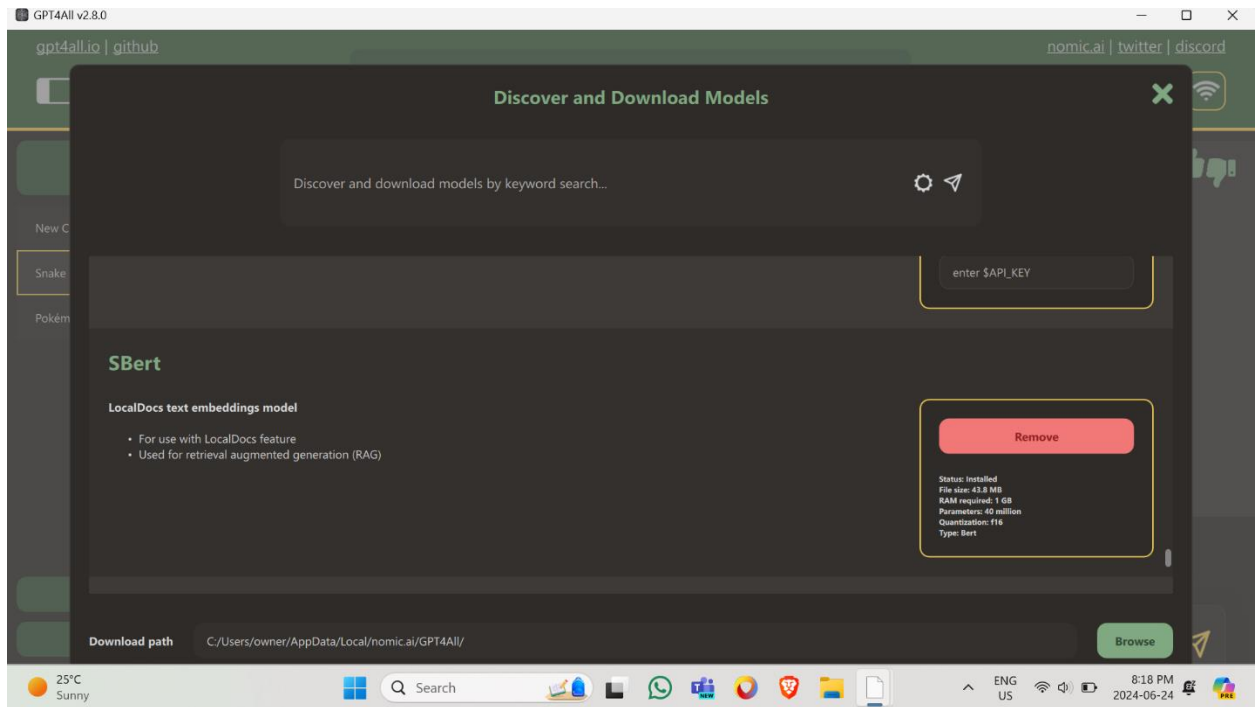 GPT4All v2.8.0
gpt4all.io | github
nomic.ai | twitter | discord
Discover and Download Models
Discover and download models by keyword search...
New C
Snake
Pokém
enter $API_KEY
SBert
LocalDocs text embeddings model
• For use with LocalDocs feature
• Used for retrieval augmented generation (RAG)
Remove
Status: Installed
File size: 43.8 MB
RAM required: 1 GB
Parameters: 40 million
Quantization: f16
Type: Bert
Download path C:/Users/owner/AppData/Local/nomic.ai/GPT4All/ Browse
25°C
Sunny
Search
NEW
ENG
US
8:18 PM
2024-06-24
PRE